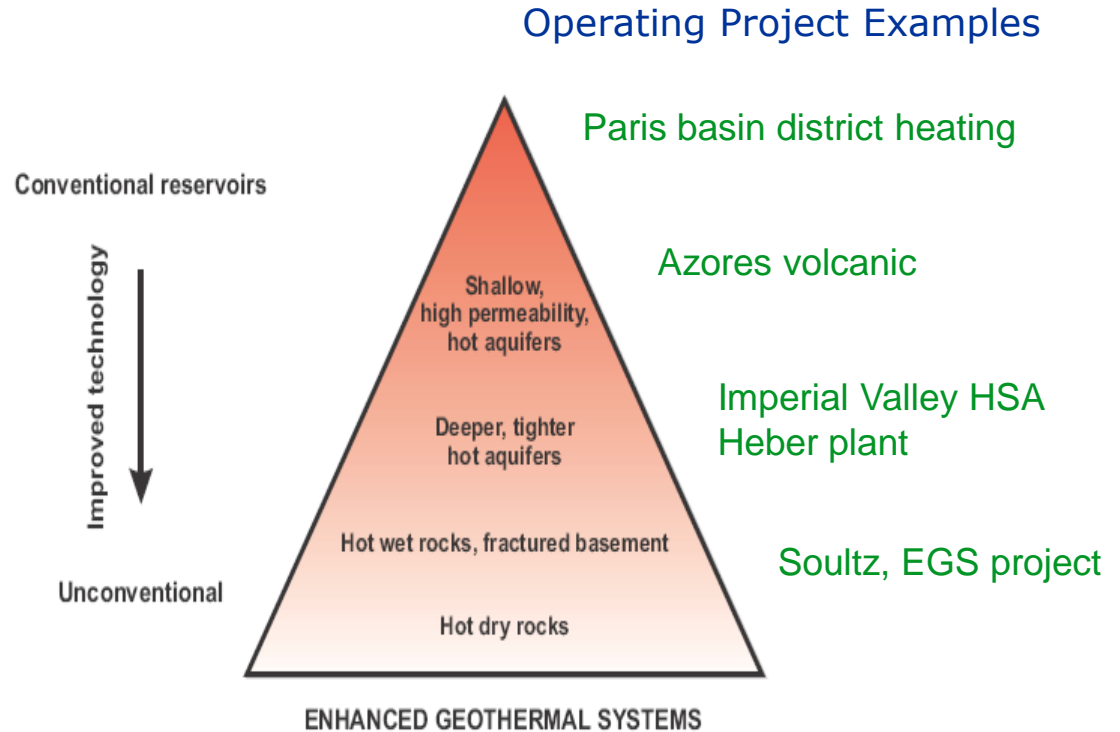 Operating Project Examples
Paris basin district heating
Conventional reservoirs
Azores volcanic
Improved technology
Shallow,
high permeability,
hot aquifers
Imperial Valley HSA
Heber plant
Deeper, tighter
hot aquifers
Hot wet rocks, fractured basement
Soultz, EGS project
Unconventional
Hot dry rocks
ENHANCED GEOTHERMAL SYSTEMS